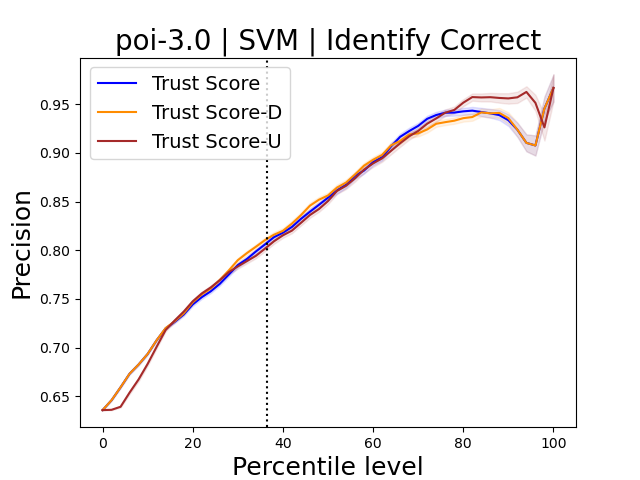 poi-3.0 | SVM | Identify Correct
Trust Score
Trust Score-D
Trust Score-U
Precision
0.95
0.90
0.85
0.80
0.75
0.70
0.65
0
20
40
60
80
100
Percentile level